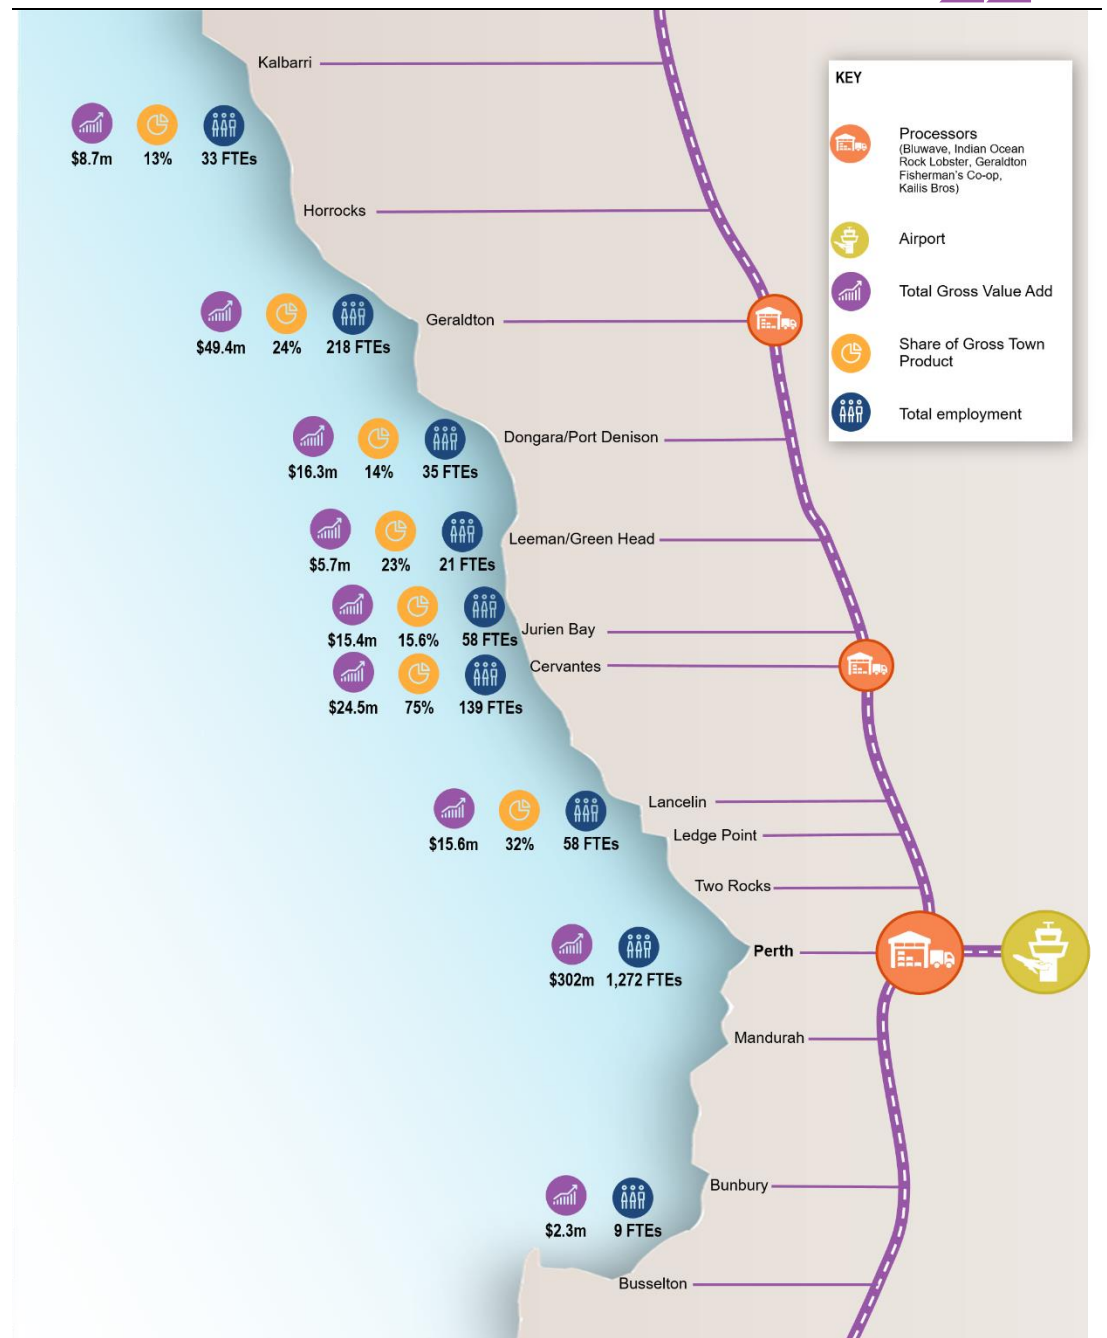 Kalbarri
KEY
Processors
(Bluwave, Indian Ocean
Rock Lobster, Geraldton
Fisherman's Co-op,
Kailis Bros)
Airport
Total Gross Value Add
Share of Gross Town
Product
Total employment
$8.7m 13% 33 FTEs
Horrocks
Geraldton
$49.4m 24% 218 FTEs
Dongara/Port Denison
$16.3m 14% 35 FTEs
Leeman/Green Head
$5.7m 23% 21 FTEs
Jurien Bay
$15.4m 15.6% 58 FTEs
Cervantes
$24.5m 75% 139 FTEs
Lancelin
Ledge Point
$15.6m 32% 58 FTEs
Two Rocks
Perth
$302m 1,272 FTEs
Mandurah
Bunbury
$2.3m 9 FTEs
Busselton